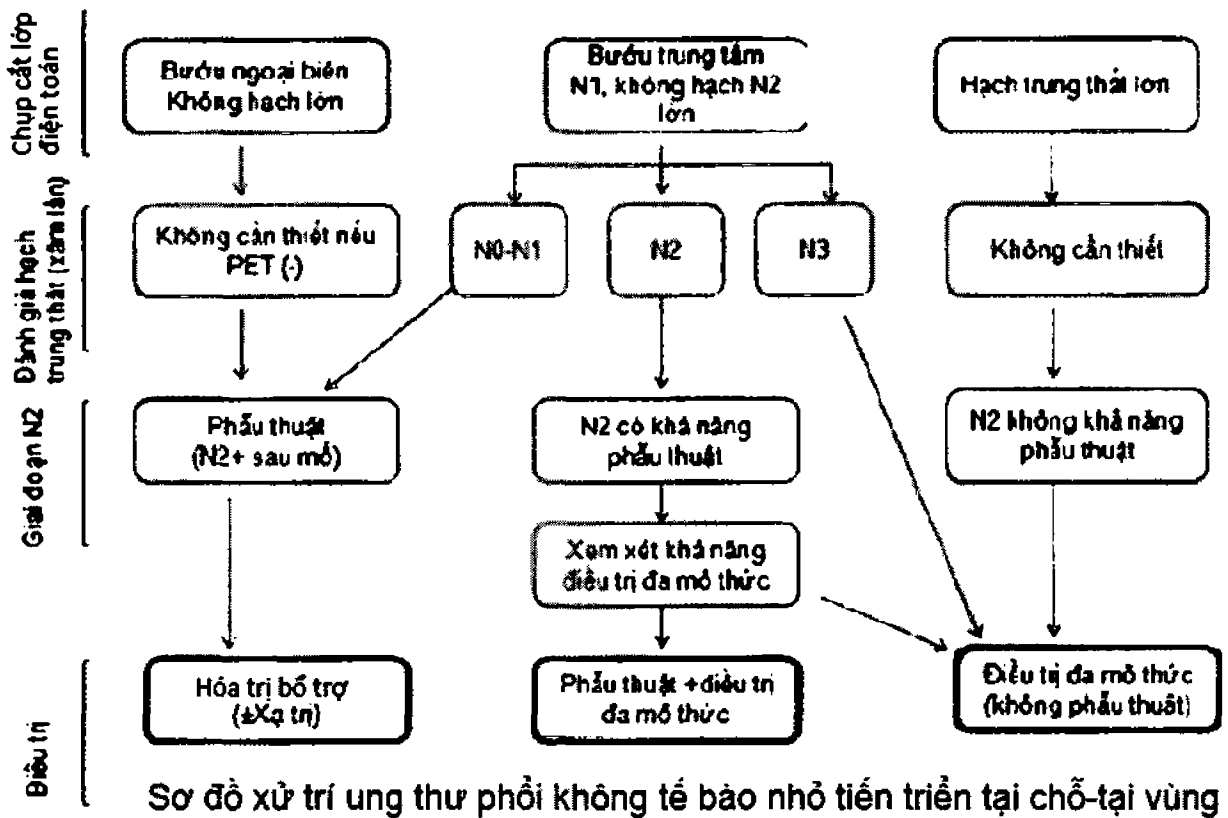 Chụp cắt lớp
điện toán
Bướu ngoại biên
Không hạch lớn
Bướu trung tâm
N1, không hạch N2
lớn
Hạch trung thất lớn
Đánh giá hạch
trung thất (xâm lấn)
Không cần thiết nếu
PET (-)
N0-N1
N2
N3
Không cần thiết
Giai đoạn N2
Phẫu thuật
(N2+ sau mổ)
N2 có khả năng
phẫu thuật
N2 không khả năng
phẫu thuật
Xem xét khả năng
điều trị đa mô thức
Điều trị
Hóa trị bổ trợ
(±Xạ trị)
Phẫu thuật +điều trị
đa mô thức
Điều trị đa mô thức
(không phẫu thuât)
Sơ đồ xử trí ung thư phổi không tế bào nhỏ tiến triển tại chỗ-tại vùng